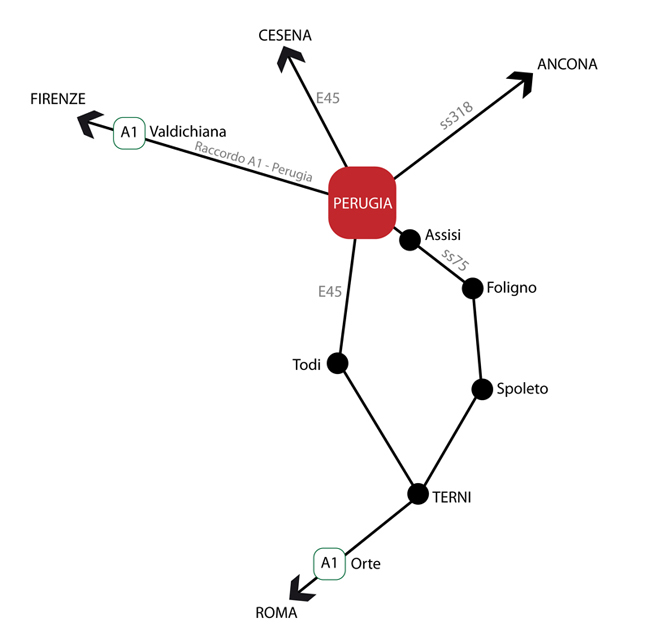 CESENA
ANCONA
FIRENZE
E45
ss318
A1 Valdichiana
Raccordo A1 - Perugia
PERUGIA
Assisi
ss75
E45
Foligno
Todi
Spoleto
TERNI
A1 Orte
ROMA